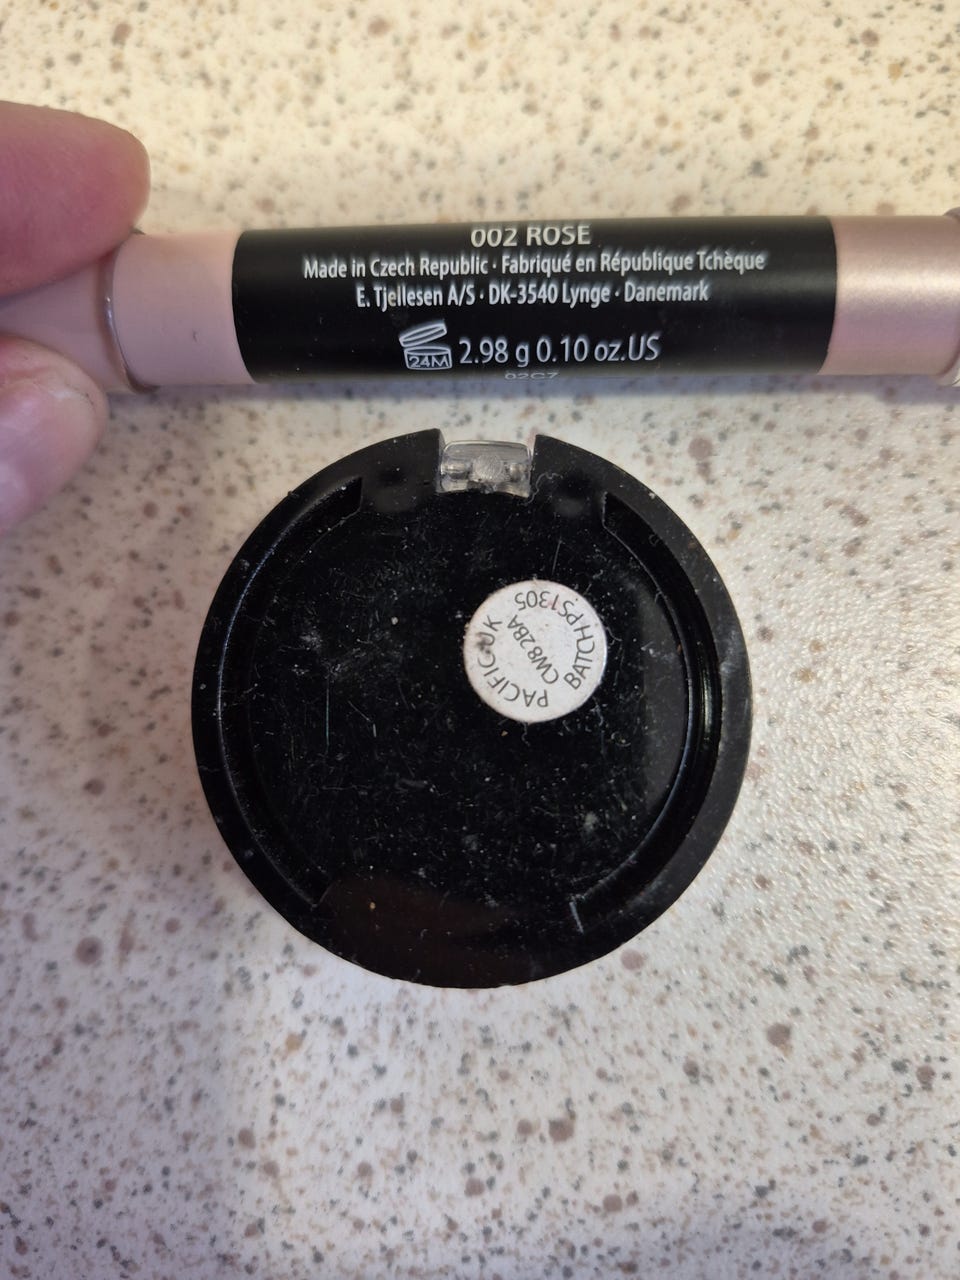 002 ROSE
Made in Czech Republic · Fabriqué en République Tchèque
E. Tjellesen A/S · DK-3540 Lynge · Danemark
24M 2.98 g 0.10 oz.US
02C7
PACIFIC-UK
CW8 2BA
BATCH PS1305